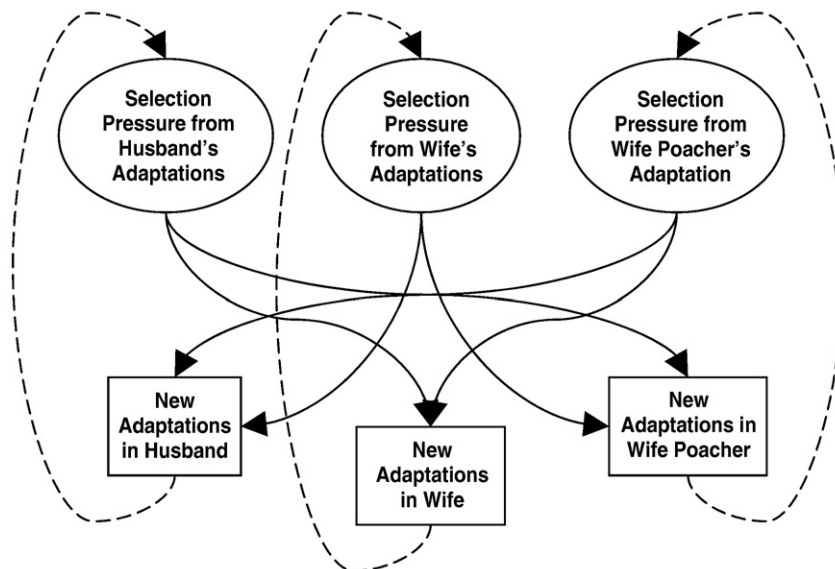 Selection
Pressure from
Husband's
Adaptations
Selection
Pressure
from Wife's
Adaptations
Selection
Pressure from
Wife Poacher's
Adaptation
New
Adaptations
in Husband
New
Adaptations
in Wife
New
Adaptations in
Wife Poacher